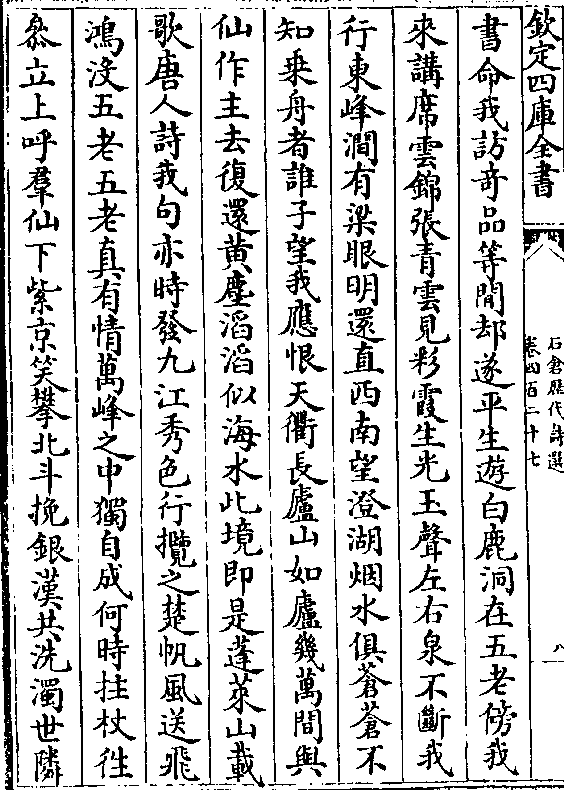 欽定四庫全書
石倉歷代詩選
卷四百二十七
八
書命我訪奇品等閒却遂平生遊白鹿洞在五老傍我
來講席雲錦張青雲見彩霞生光玉聲左右泉不斷我
行東峰澗有梁眼明還直西南望澄湖烟水俱蒼蒼不
知乗舟者誰子望我應恨天衢長廬山如廬幾萬間與
仙作主去復還黄塵滔滔似海水此境即是蓬萊山載
歌唐人詩我句亦時發九江秀色行攬之楚帆風送飛
鴻沒五老五老真有情萬峰之中獨自成何時拄杖徃
叅立上呼羣仙下紫京笑攀北斗挽銀漢共洗濁世隣